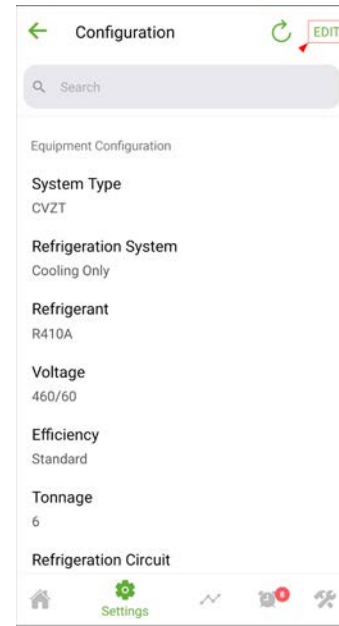 Configuration
EDIT
Search
Equipment Configuration
System Type
CVZT
Refrigeration System
Cooling Only
Refrigerant
R410A
Voltage
460/60
Efficiency
Standard
Tonnage
6
Refrigeration Circuit
Settings